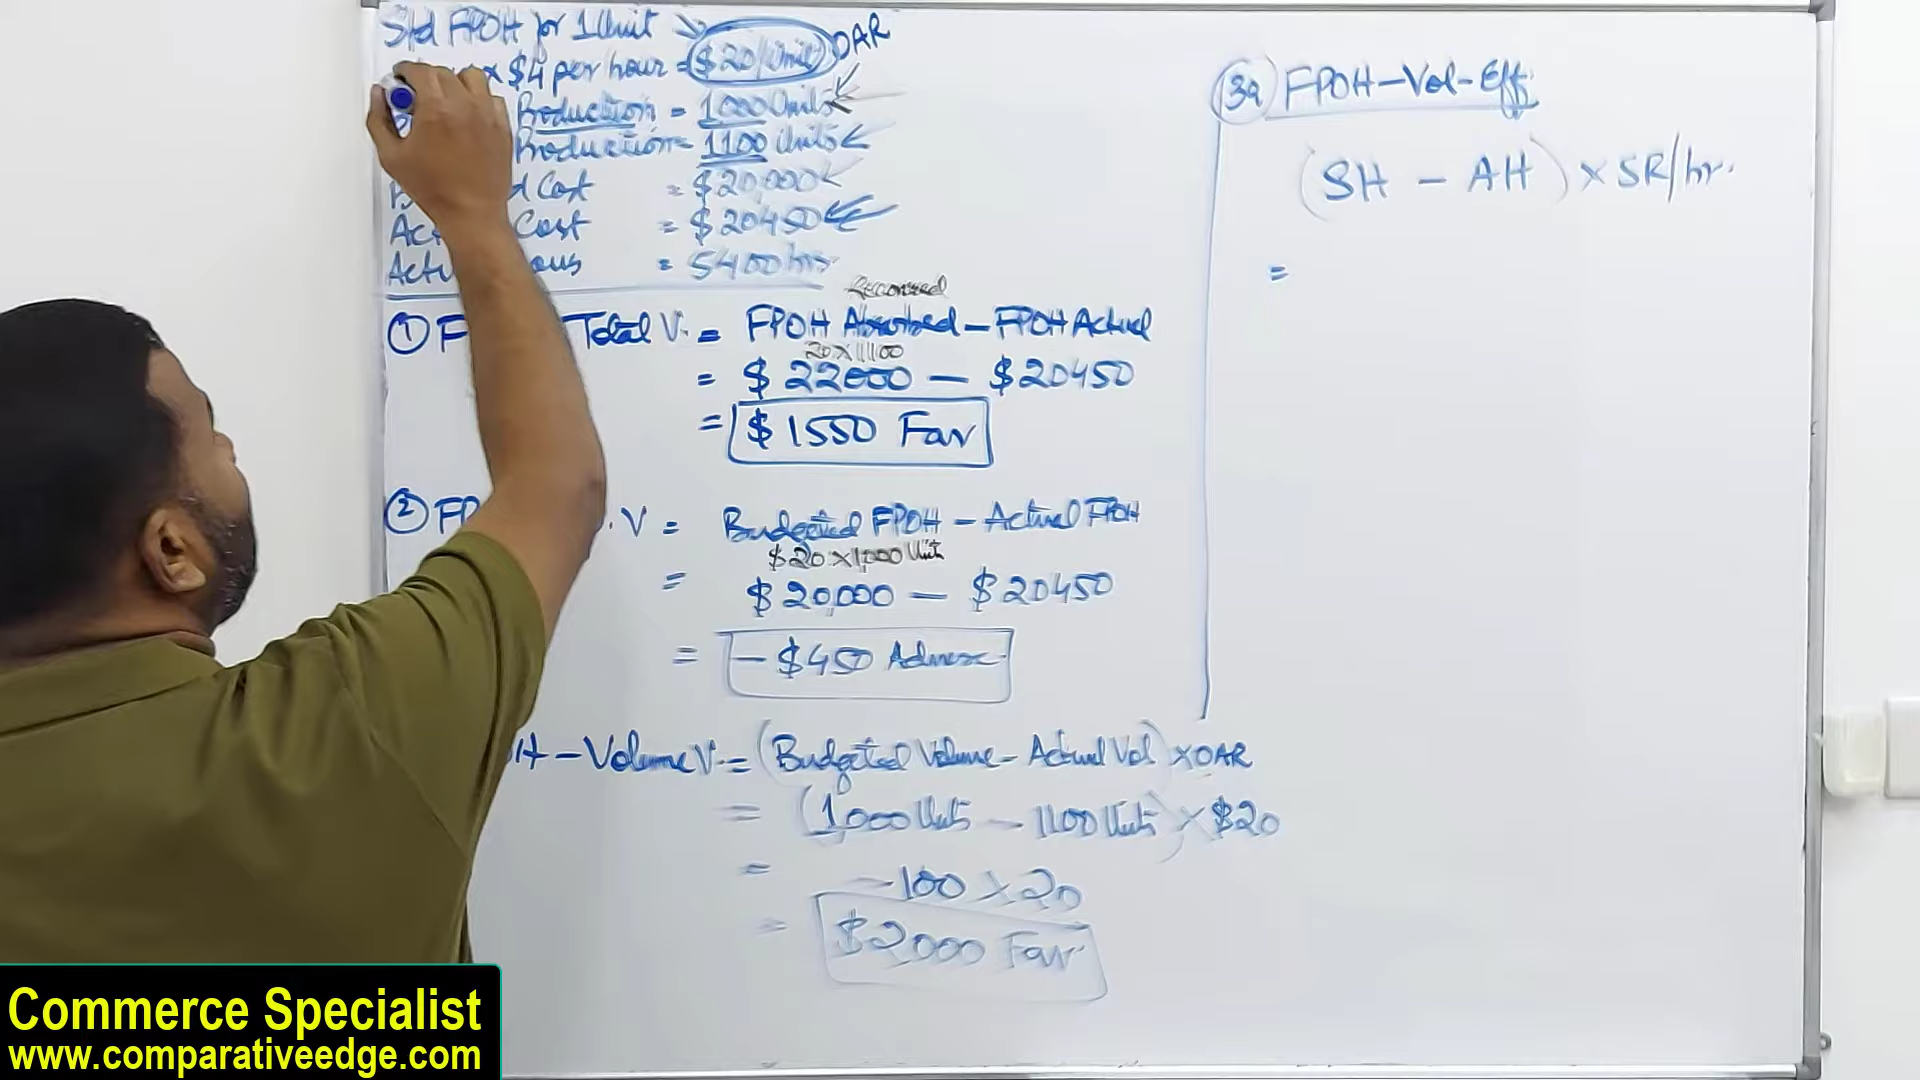 Std FPOH for 1 Unit
x $4 per hour = $20/Unit OAR
Production = 1,000 Units
Production = 1100 Units
Cost = $20,000
Cost = $20450
= 5400 hrs
Recovered
① Total V. = FPOH Absorbed - FPOH Actual
20 x 1100
= $22000 — $20450
= $1550 Fav
② V = Budgeted FPOH - Actual FPOH
$20 x 1,000 Unit
= $20,000 — $20450
= - $450 Adverse
- Volume V. = (Budgeted Volume - Actual Vol) x OAR
= (1,000 Units - 1100 Units) x $20
= -100 x 20
= $2000 Fav
3a FPOH-Vol-Eff
(SH - AH) x SR/hr.
=
Commerce Specialist
www.comparativeedge.com